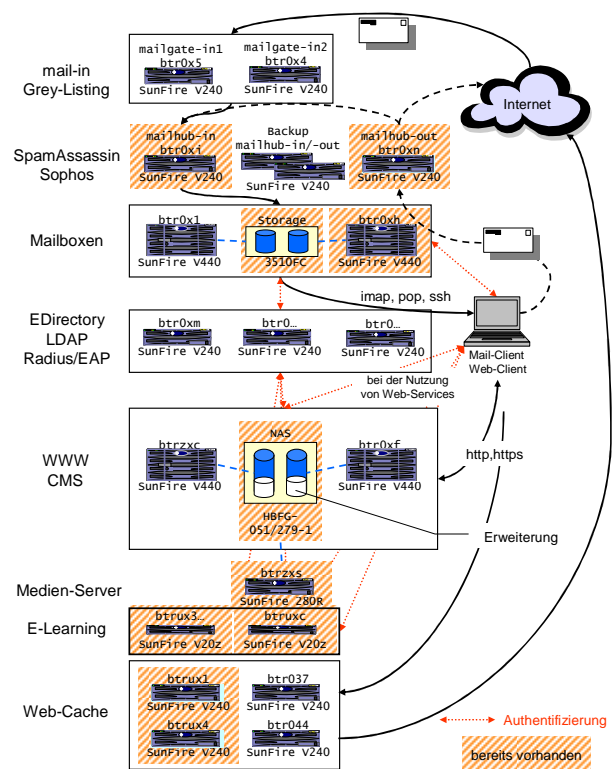 mail-in
Grey-Listing
mailgate-in1
btr0x5
SunFire V240
mailgate-in2
btr0x4
SunFire V240
Internet
SpamAssassin
Sophos
mailhub-in
btr0xi
SunFire V240
Backup
mailhub-in/-out
SunFire V240
mailhub-out
btr0xn
SunFire V240
Mailboxen
btr0x1
SunFire V440
Storage
3510FC
btr0xh
SunFire V440
imap, pop, ssh
Mail-Client
Web-Client
EDirectory
LDAP
Radius/EAP
btr0xm
SunFire V240
btr0…
SunFire V240
btr0…
SunFire V240
bei der Nutzung
von Web-Services
WWW
CMS
btrzxc
SunFire V440
NAS
HBFG-
051/279-1
btr0xf
SunFire V440
http,https
Erweiterung
Medien-Server
btrzxs
SunFire 280R
E-Learning
btrux3…
SunFire V20z
btruxc
SunFire V20z
Web-Cache
btrux1
SunFire V240
btr037
SunFire V240
btrux4
SunFire V240
btr044
SunFire V240
Authentifizierung
bereits vorhanden